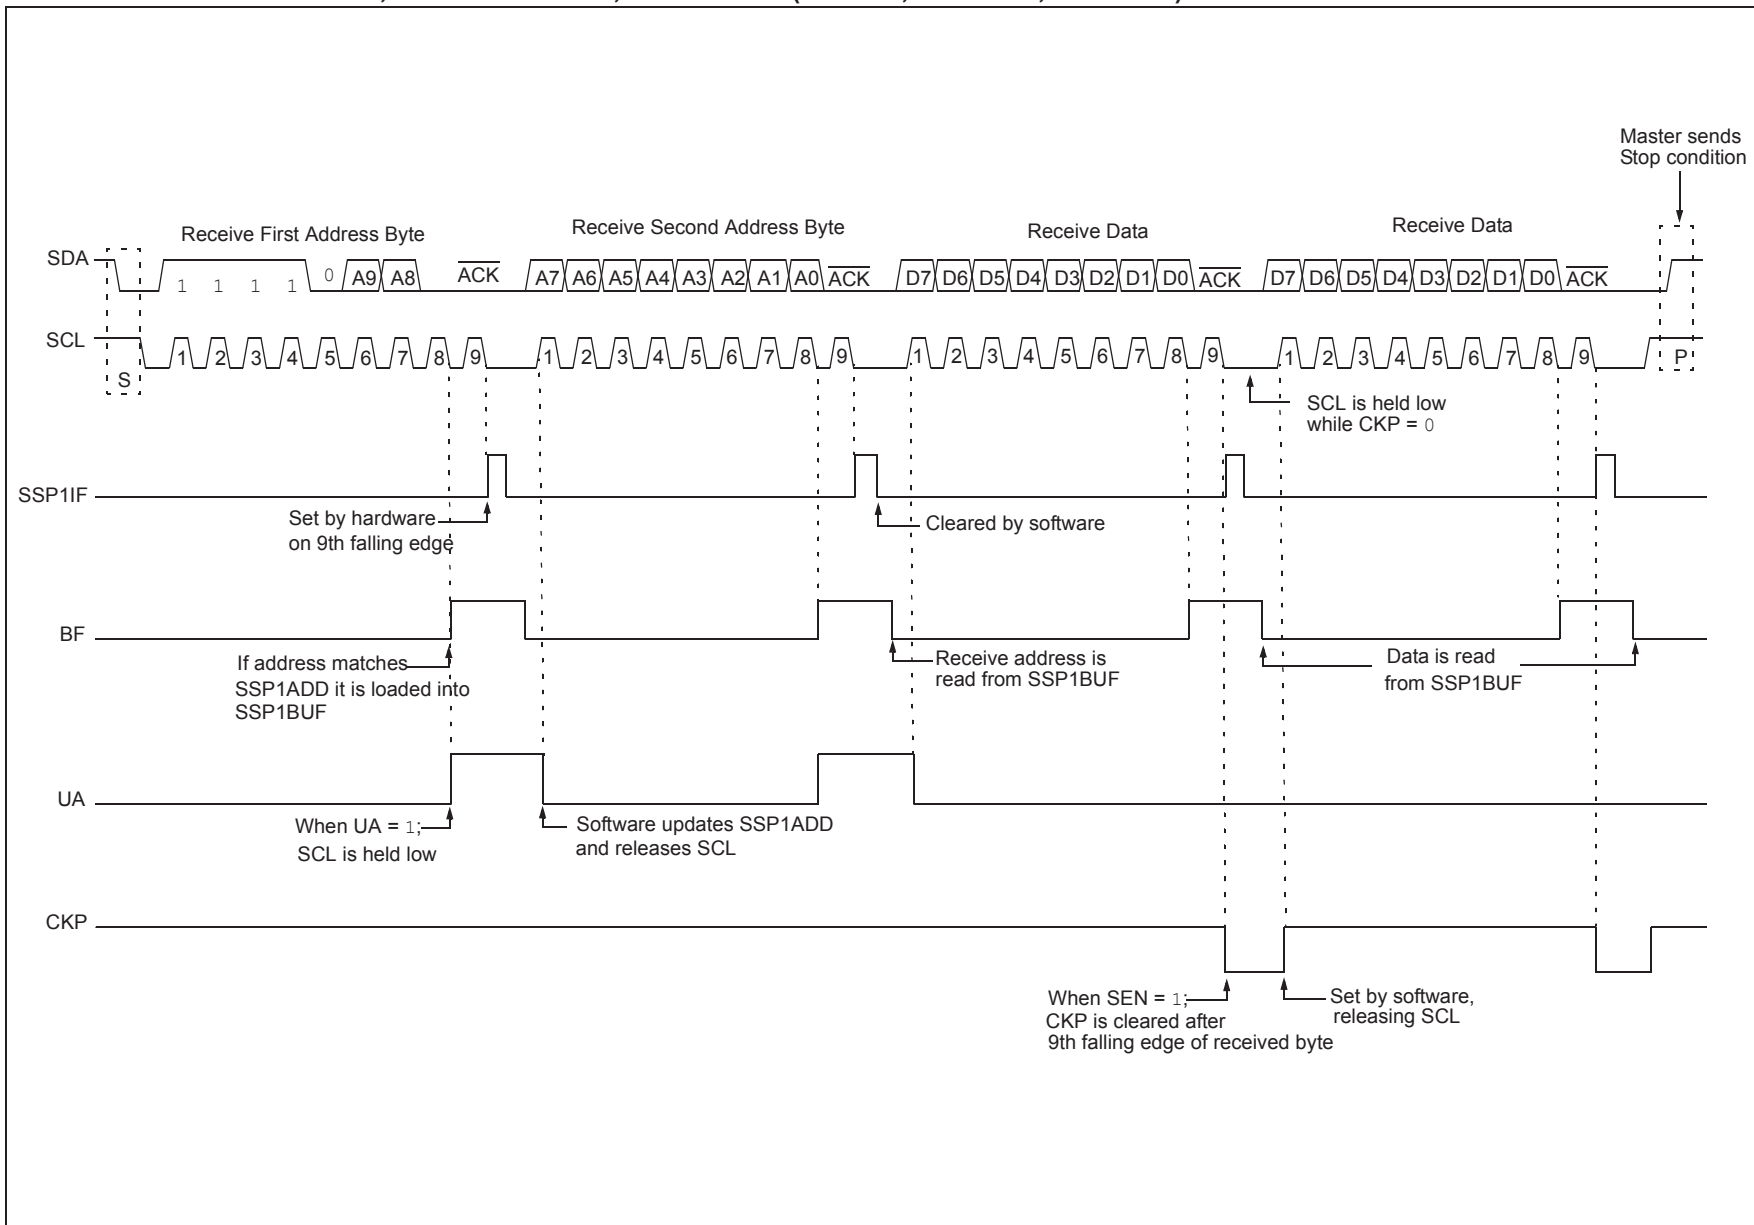 Master sends
Stop condition
Receive First Address Byte
Receive Second Address Byte
Receive Data
Receive Data
SDA
1 1 1 1 0 A9 A8 ACK A7 A6 A5 A4 A3 A2 A1 A0 ACK D7 D6 D5 D4 D3 D2 D1 D0 ACK D7 D6 D5 D4 D3 D2 D1 D0 ACK
SCL
S 1 2 3 4 5 6 7 8 9 1 2 3 4 5 6 7 8 9 1 2 3 4 5 6 7 8 9 1 2 3 4 5 6 7 8 9 P
SCL is held low
while CKP = 0
SSP1IF
Set by hardware
on 9th falling edge
Cleared by software
BF
If address matches
SSP1ADD it is loaded into
SSP1BUF
Receive address is
read from SSP1BUF
Data is read
from SSP1BUF
UA
When UA = 1;
SCL is held low
Software updates SSP1ADD
and releases SCL
CKP
When SEN = 1;
CKP is cleared after
9th falling edge of received byte
Set by software,
releasing SCL